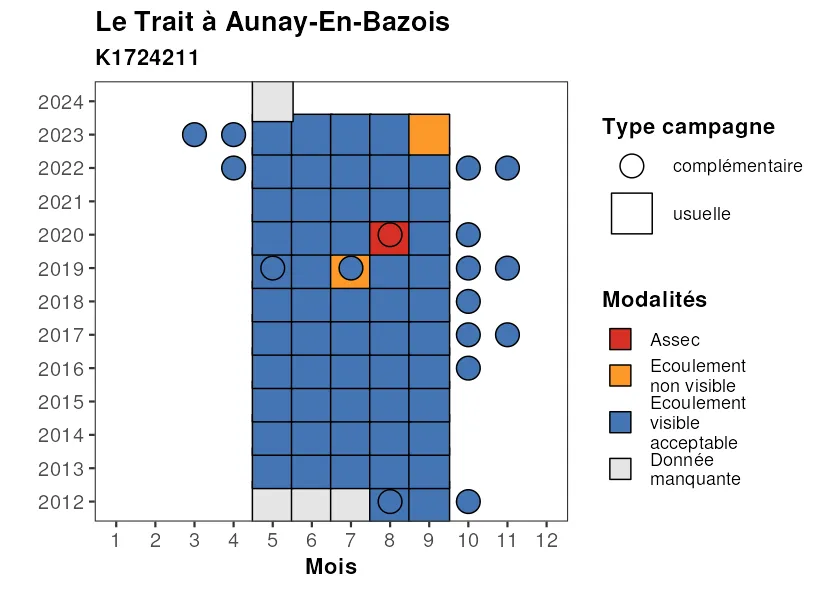 Le Trait à Aunay-En-Bazois
K1724211
2024
2023
2022
2021
2020
2019
2018
2017
2016
2015
2014
2013
2012
1 2 3 4 5 6 7 8 9 10 11 12
Mois
Type campagne
complémentaire
usuelle
Modalités
Assec
Ecoulement
non visible
Ecoulement
visible
acceptable
Donnée
manquante